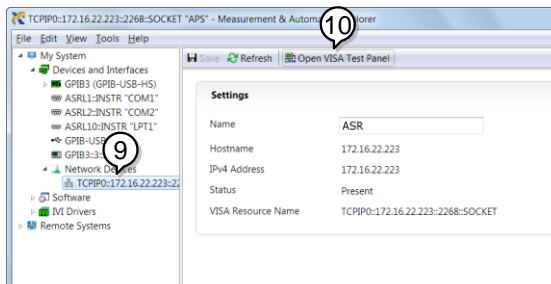 TCPIP0::172.16.22.223::2268::SOCKET "APS" - Measurement & Automation Explorer
10
File Edit View Tools Help
My System
Devices and Interfaces
GPIB3 (GPIB-USB-HS)
ASRL1::INSTR "COM1"
ASRL2::INSTR "COM2"
ASRL10::INSTR "LPT1"
GPIB-USB
GPIB3::3::
9
Network Devices
TCPIP0::172.16.22.223::22
Software
IVI Drivers
Remote Systems
Save Refresh Open VISA Test Panel
Settings
Name ASR
Hostname 172.16.22.223
IPv4 Address 172.16.22.223
Status Present
VISA Resource Name TCPIP0::172.16.22.223::2268::SOCKET